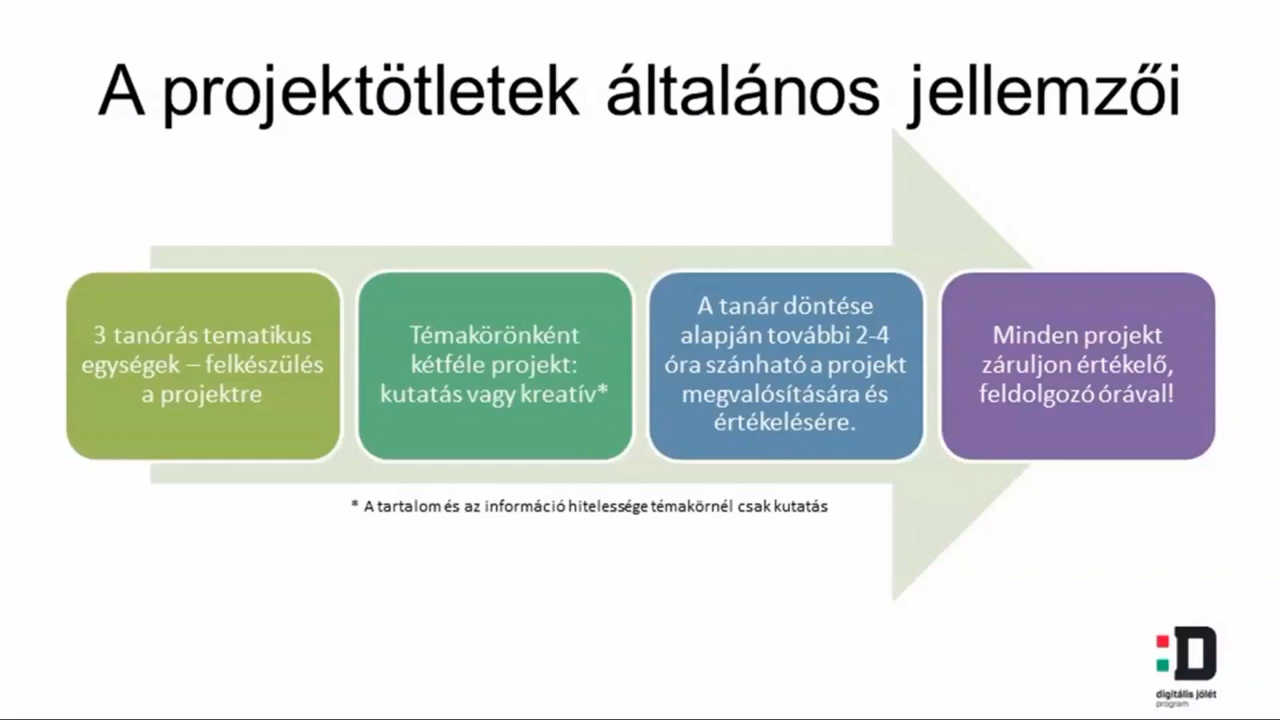 A projektötletek általános jellemzői
3 tanórás tematikus
egységek – felkészülés
a projektre
Témakörönként
kétféle projekt:
kutatás vagy kreatív*
A tanár döntése
alapján további 2-4
óra szánható a projekt
megvalósítására és
értékelésére.
Minden projekt
záruljon értékelő,
feldolgozó órával!
* A tartalom és az információ hitelessége témakörnél csak kutatás
:D
digitális jólét
program